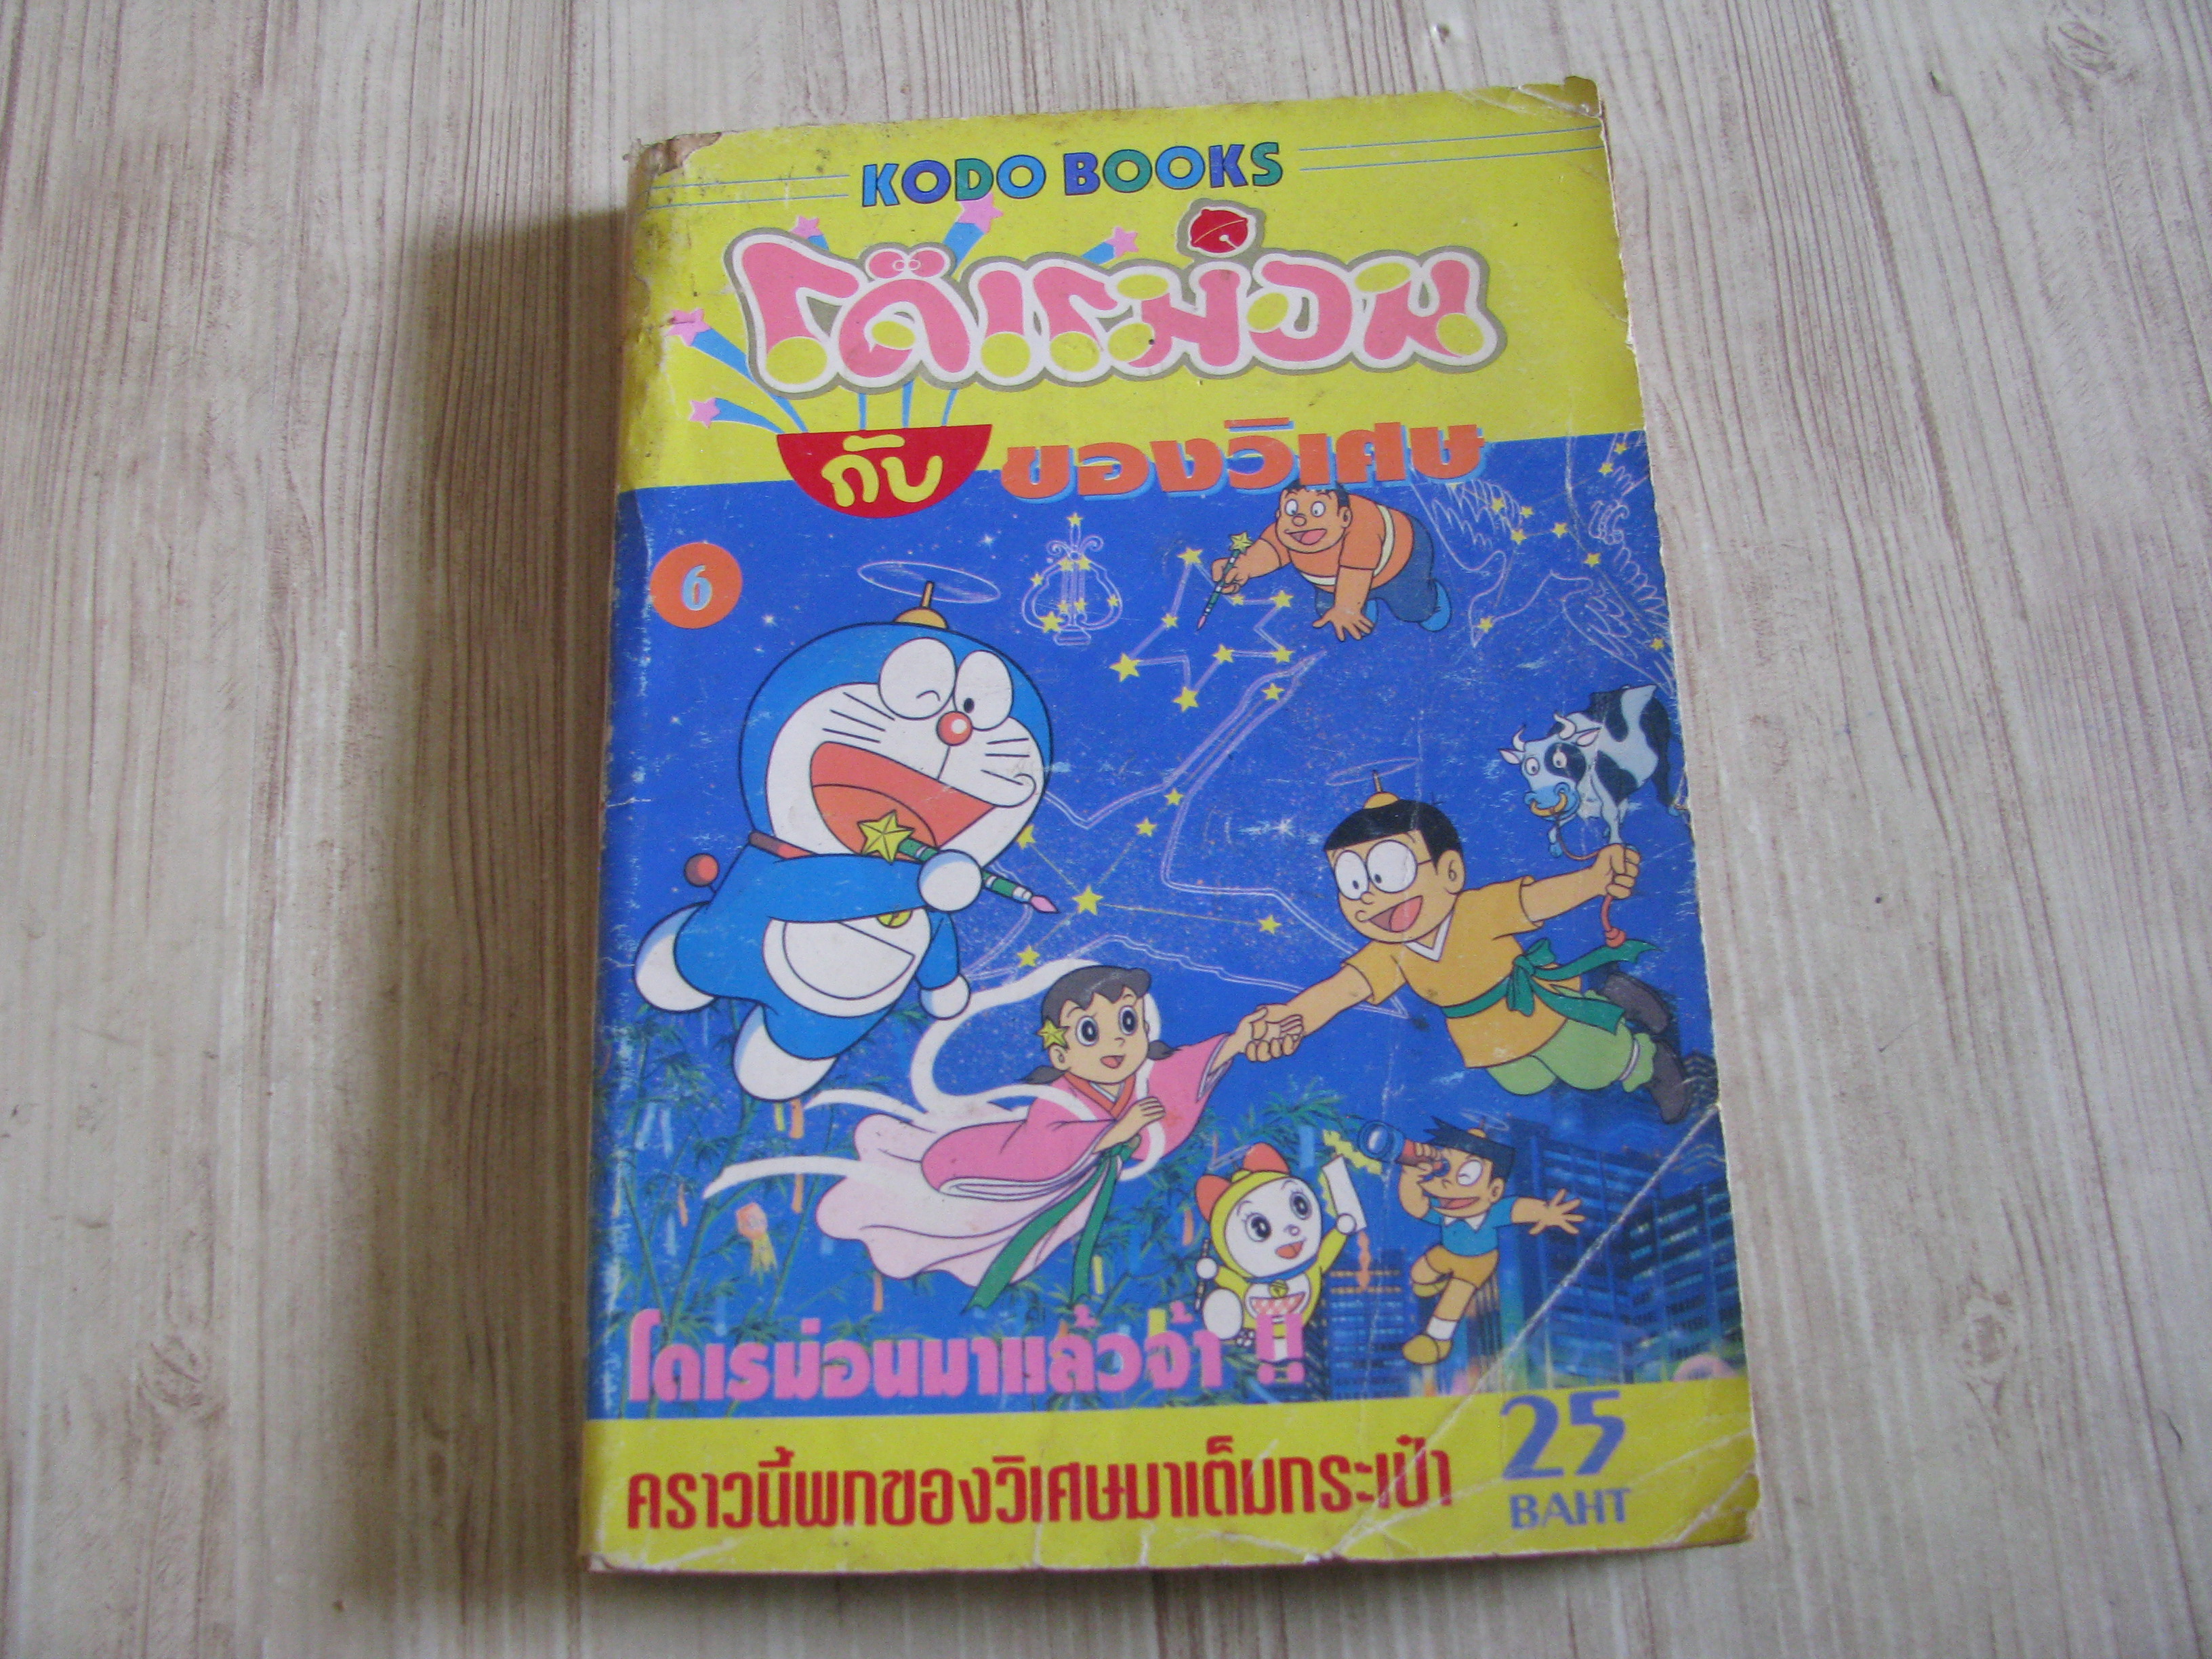 KODO BOOKS
โดเรม่อน
กับ ของวิเศษ
6
โดเรม่อนมาแล้วจ้า !!
คราวนี้พกของวิเศษมาเต็มกระเป๋า
25
BAHT